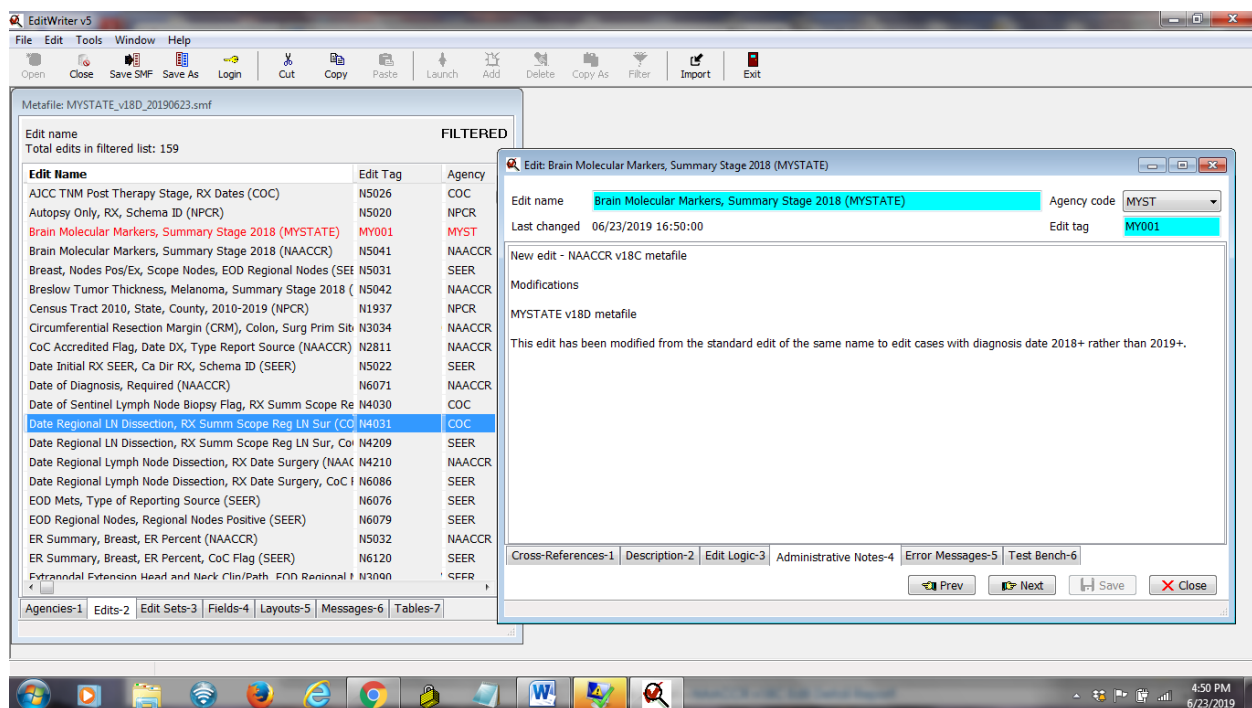 EditWriter v5
File Edit Tools Window Help
Open Close Save SMF Save As Login Cut Copy Paste Launch Add Delete Copy As Filter Import Exit
Metafile: MYSTATE_v18D_20190623.smf
Edit name FILTERED
Total edits in filtered list: 159
Edit Name Edit Tag Agency
AJCC TNM Post Therapy Stage, RX Dates (COC) N5026 COC
Autopsy Only, RX, Schema ID (NPCR) N5020 NPCR
Brain Molecular Markers, Summary Stage 2018 (MYSTATE) MY001 MYST
Brain Molecular Markers, Summary Stage 2018 (NAACCR) N5041 NAACCR
Breast, Nodes Pos/Ex, Scope Nodes, EOD Regional Nodes (SEE N5031 SEER
Breslow Tumor Thickness, Melanoma, Summary Stage 2018 ( N5042 NAACCR
Census Tract 2010, State, County, 2010-2019 (NPCR) N1937 NPCR
Circumferential Resection Margin (CRM), Colon, Surg Prim Sit N3034 NAACCR
CoC Accredited Flag, Date DX, Type Report Source (NAACCR) N2811 NAACCR
Date Initial RX SEER, Ca Dir RX, Schema ID (SEER) N5022 SEER
Date of Diagnosis, Required (NAACCR) N6071 NAACCR
Date of Sentinel Lymph Node Biopsy Flag, RX Summ Scope Re N4030 COC
Date Regional LN Dissection, RX Summ Scope Reg LN Sur (CO N4031 COC
Date Regional LN Dissection, RX Summ Scope Reg LN Sur, Co N4209 SEER
Date Regional Lymph Node Dissection, RX Date Surgery (NAAC N4210 NAACCR
Date Regional Lymph Node Dissection, RX Date Surgery, CoC F N6086 SEER
EOD Mets, Type of Reporting Source (SEER) N6076 SEER
EOD Regional Nodes, Regional Nodes Positive (SEER) N6079 SEER
ER Summary, Breast, ER Percent (NAACCR) N5032 NAACCR
ER Summary, Breast, ER Percent, CoC Flag (SEER) N6120 SEER
Extranodal Extension Head and Neck Clin/Path, EOD Regional N N3090 SEER
Agencies-1 Edits-2 Edit Sets-3 Fields-4 Layouts-5 Messages-6 Tables-7
Edit: Brain Molecular Markers, Summary Stage 2018 (MYSTATE)
Edit name Brain Molecular Markers, Summary Stage 2018 (MYSTATE) Agency code MYST
Last changed 06/23/2019 16:50:00 Edit tag MY001
New edit - NAACCR v18C metafile
Modifications
MYSTATE v18D metafile
This edit has been modified from the standard edit of the same name to edit cases with diagnosis date 2018+ rather than 2019+.
Cross-References-1 Description-2 Edit Logic-3 Administrative Notes-4 Error Messages-5 Test Bench-6
Prev Next Save Close
4:50 PM
6/23/2019